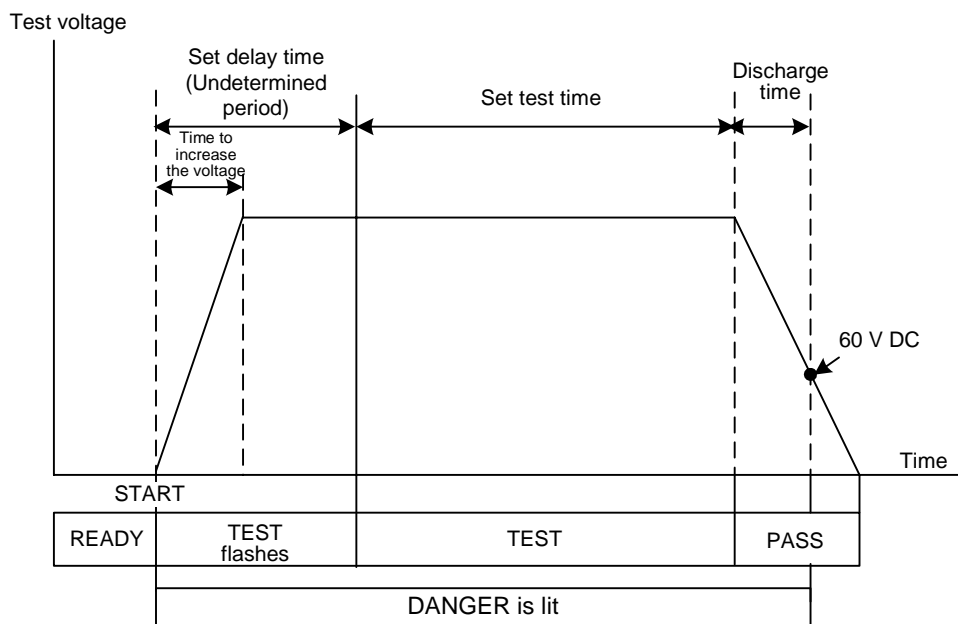 Test voltage
Set delay time
(Undetermined
period)
Set test time
Discharge
time
Time to
increase
the voltage
60 V DC
Time
START
READY
TEST
flashes
TEST
PASS
DANGER is lit